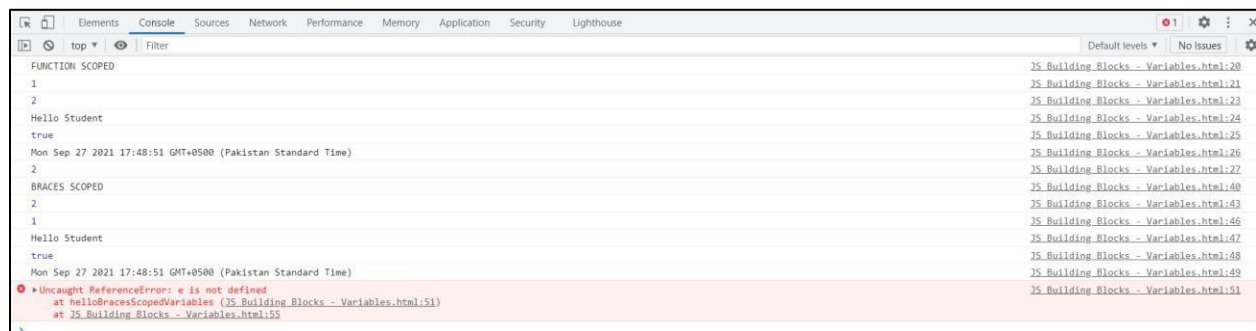 Elements Console Sources Network Performance Memory Application Security Lighthouse 1
top Filter Default levels No Issues
FUNCTION SCOPED JS Building Blocks - Variables.html:20
1 JS Building Blocks - Variables.html:21
2 JS Building Blocks - Variables.html:23
Hello Student JS Building Blocks - Variables.html:24
true JS Building Blocks - Variables.html:25
Mon Sep 27 2021 17:48:51 GMT+0500 (Pakistan Standard Time) JS Building Blocks - Variables.html:26
2 JS Building Blocks - Variables.html:27
BRACES SCOPED JS Building Blocks - Variables.html:40
2 JS Building Blocks - Variables.html:43
1 JS Building Blocks - Variables.html:46
Hello Student JS Building Blocks - Variables.html:47
true JS Building Blocks - Variables.html:48
Mon Sep 27 2021 17:48:51 GMT+0500 (Pakistan Standard Time) JS Building Blocks - Variables.html:49
Uncaught ReferenceError: e is not defined JS Building Blocks - Variables.html:51
at helloBracesScopedVariables (JS Building Blocks - Variables.html:51)
at JS Building Blocks - Variables.html:55